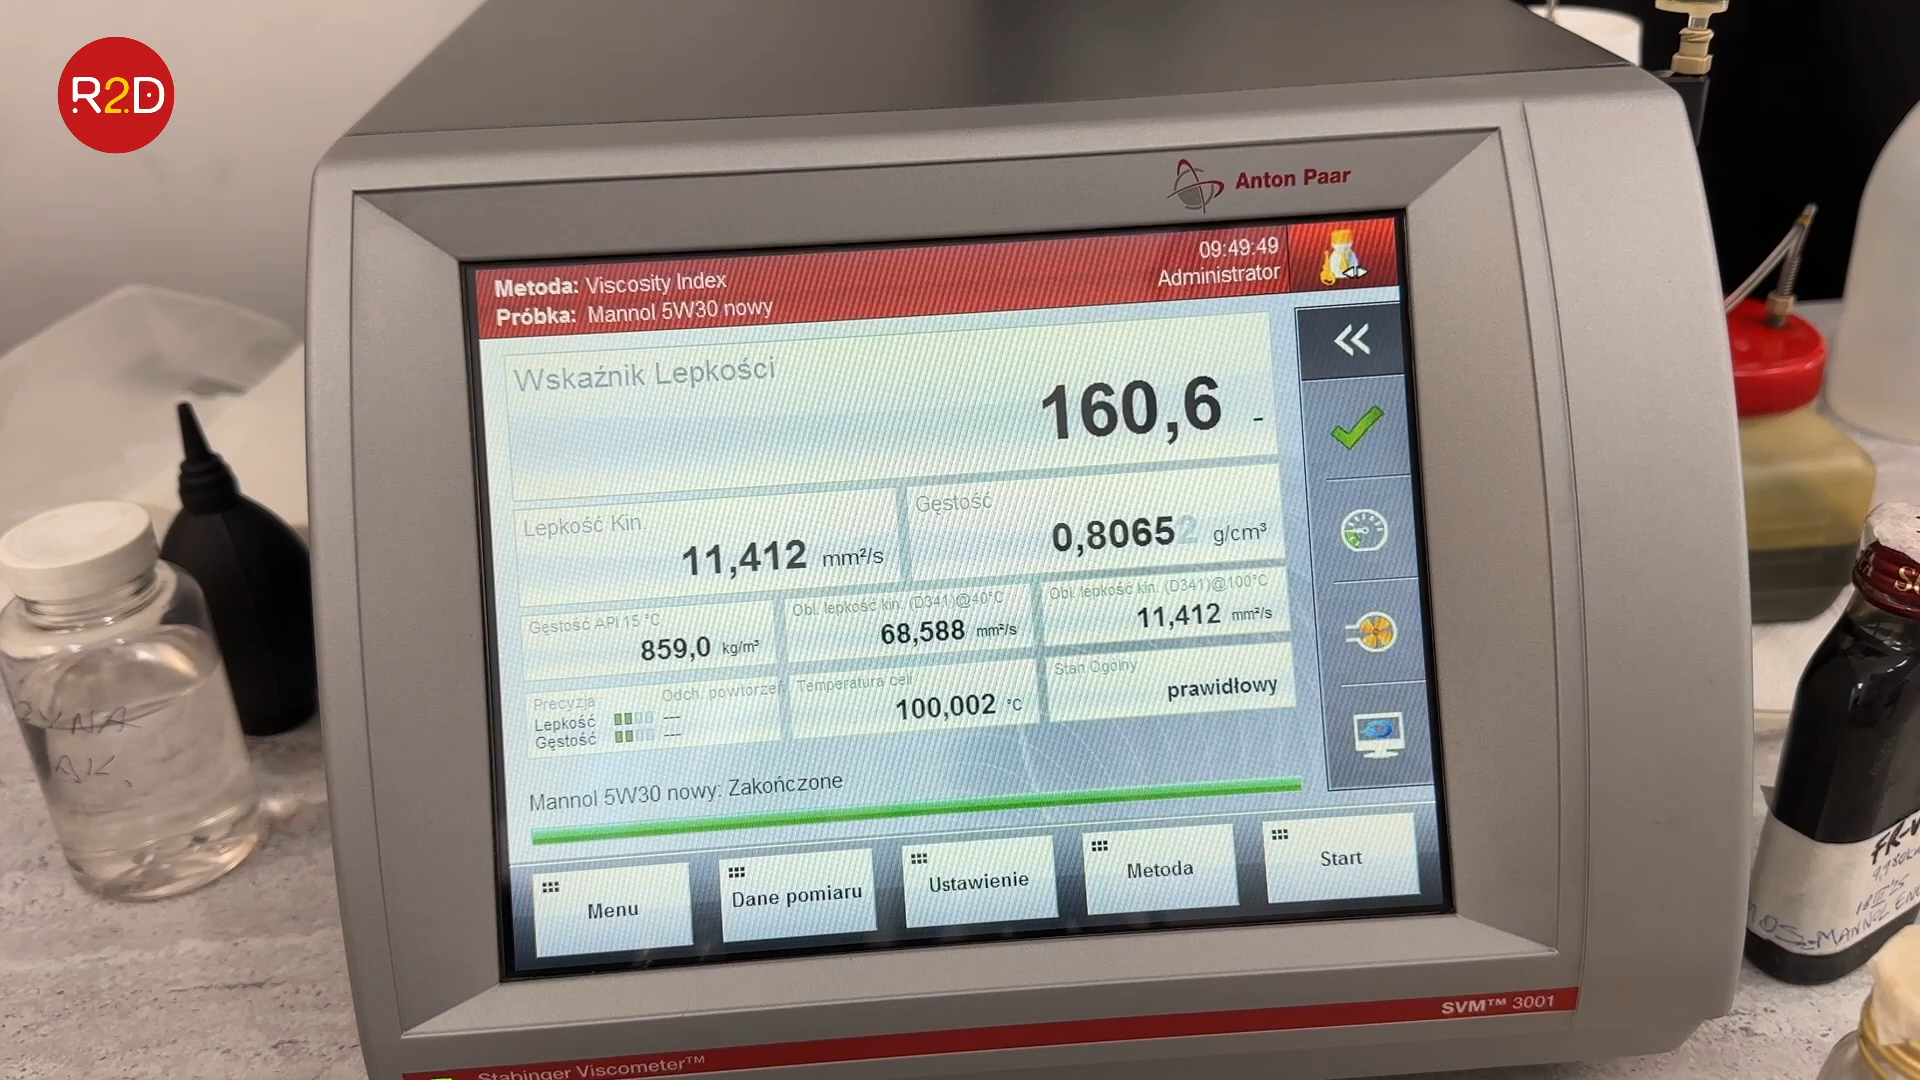 R2D
Anton Paar
Metoda: Viscosity Index
Próbka: Mannol 5W30 nowy
09:49:49
Administrator
Wskaźnik Lepkości
160,6 -
Lepkość Kin.
11,412 mm²/s
Gęstość
0,80652 g/cm³
Gęstość API 15 °C
859,0 kg/m³
Obl. lepkość kin. (D341)@40°C
68,588 mm²/s
Obl. lepkość kin. (D341)@100°C
11,412 mm²/s
Precyzja Odch. powtorzeń
Lepkość ---
Gęstość ---
Temperatura celi
100,002 °C
Stan Ogólny
prawidłowy
Mannol 5W30 nowy: Zakończone
Menu
Dane pomiaru
Ustawienie
Metoda
Start
SVM™ 3001
Stabinger Viscometer™